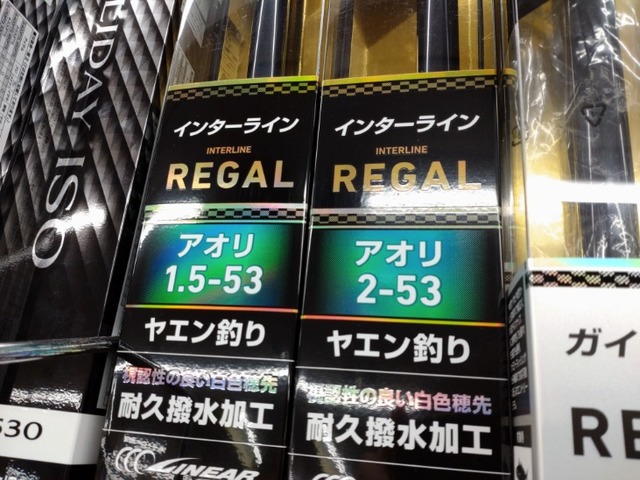 LIDAY ISO
530
インターライン
INTERLINE
REGAL
アオリ
1.5-53
ヤエン釣り
視認性の良い白色穂先
耐久撥水加工
LINEAR
インターライン
INTERLINE
REGAL
アオリ
2-53
ヤエン釣り
視認性の良い白色穂先
耐久撥水加工
ガイ
RE